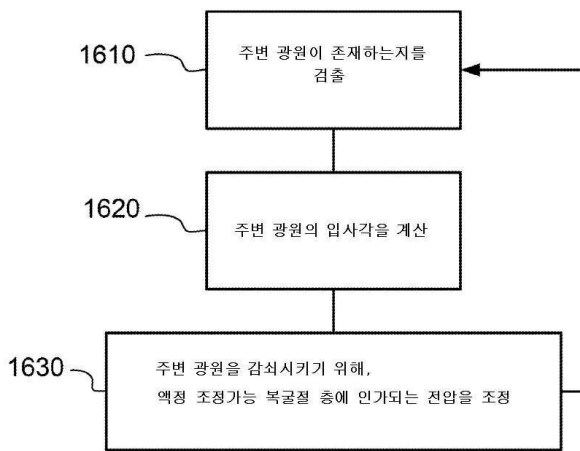 1610
주변 광원이 존재하는지를
검출
1620
주변 광원의 입사각을 계산
1630
주변 광원을 감쇠시키기 위해,
액정 조정가능 복굴절 층에 인가되는 전압을 조정